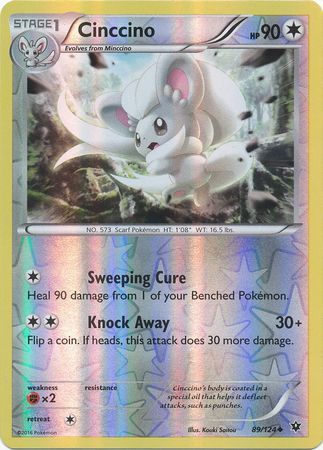 STAGE1
Cinccino
HP90
Evolves from Minccino
NO. 573 Scarf Pokémon HT: 1'08" WT: 16.5 lbs.
Sweeping Cure
Heal 90 damage from 1 of your Benched Pokémon.
Knock Away 30+
Flip a coin. If heads, this attack does 30 more damage.
weakness
×2
resistance
retreat
Cinccino's body is coated in a
special oil that helps it deflect
attacks, such as punches.
©2016 Pokémon
Illus. Kouki Saitou
89/124